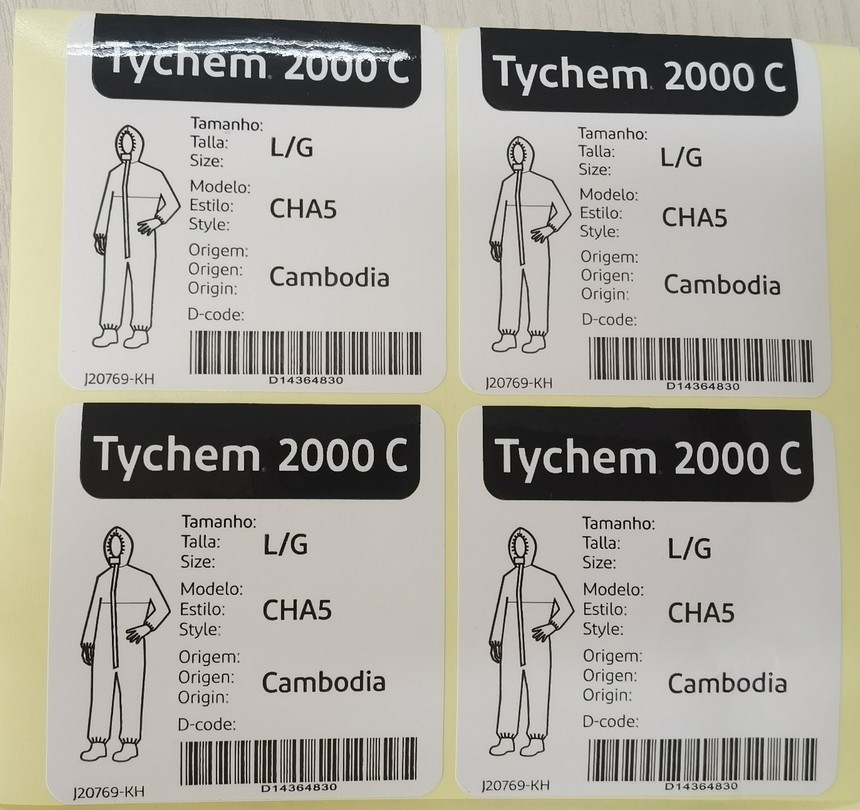 Tychem 2000 C
Tamanho:
Talla: L/G
Size:
Modelo:
Estilo: CHA5
Style:
Origem:
Origen: Cambodia
Origin:
D-code:
J20769-KH D14364830
Tychem 2000 C
Tamanho:
Talla: L/G
Size:
Modelo:
Estilo: CHA5
Style:
Origem:
Origen: Cambodia
Origin:
D-code:
J20769-KH D14364830
Tychem 2000 C
Tamanho:
Talla: L/G
Size:
Modelo:
Estilo: CHA5
Style:
Origem:
Origen: Cambodia
Origin:
D-code:
J20769-KH D14364830
Tychem 2000 C
Tamanho:
Talla: L/G
Size:
Modelo:
Estilo: CHA5
Style:
Origem:
Origen: Cambodia
Origin:
D-code:
J20769-KH D14364830